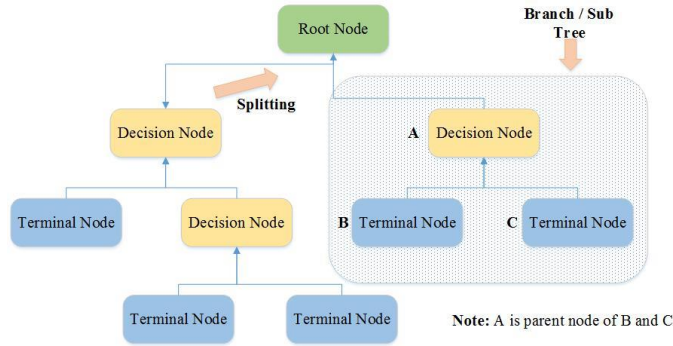 Branch / Sub
Tree
Root Node
Splitting
Decision Node
A
Decision Node
Terminal Node
Decision Node
B
Terminal Node
C
Terminal Node
Terminal Node
Terminal Node
Note: A is parent node of B and C